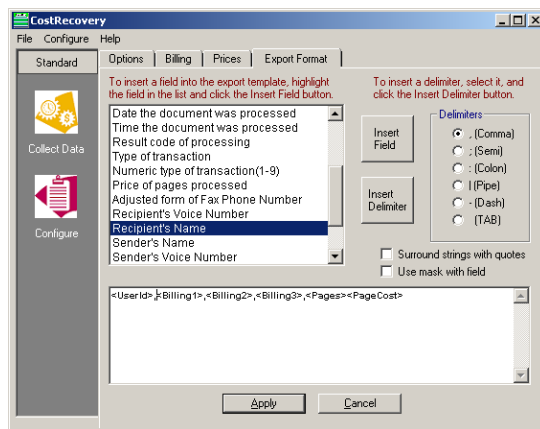 CostRecovery
File Configure Help
Standard
Collect Data
Configure
Options Billing Prices Export Format
To insert a field into the export template, highlight
the field in the list and click the Insert Field button.
To insert a delimiter, select it, and
click the Insert Delimiter button.
Date the document was processed
Time the document was processed
Result code of processing
Type of transaction
Numeric type of transaction(1-9)
Price of pages processed
Adjusted form of Fax Phone Number
Recipient's Voice Number
Recipient's Name
Sender's Name
Sender's Voice Number
Insert
Field
Insert
Delimiter
Delimiters
, (Comma)
; (Semi)
: (Colon)
| (Pipe)
- (Dash)
(TAB)
Surround strings with quotes
Use mask with field
<UserId>,<Billing1>,<Billing2>,<Billing3>,<Pages><PageCost>
Apply Cancel